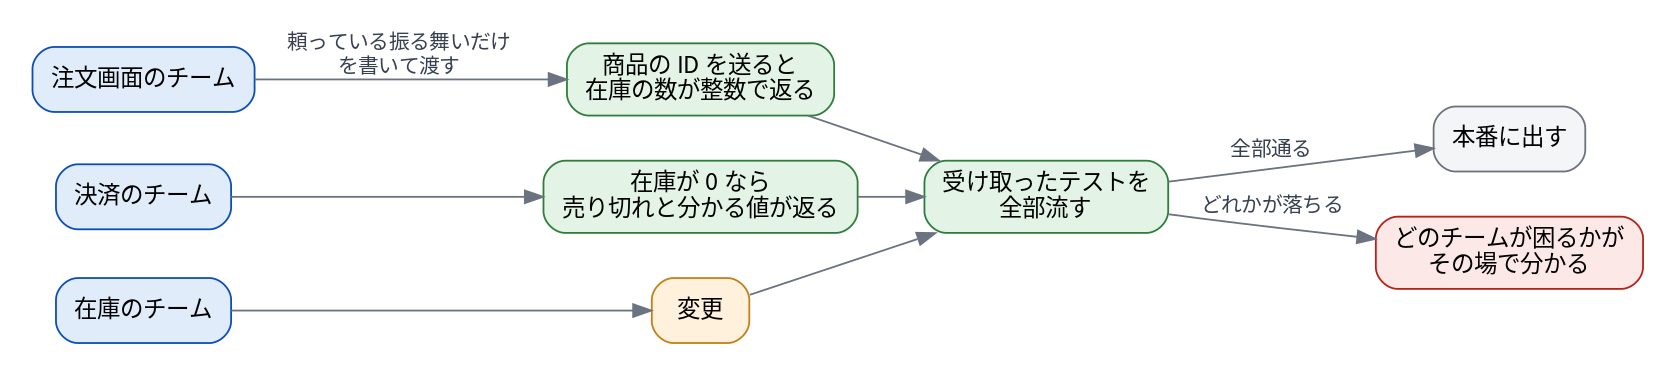 注文画面のチーム
頼っている振る舞いだけ
を書いて渡す
商品の ID を送ると
在庫の数が整数で返る
決済のチーム
在庫が 0 なら
売り切れと分かる値が返る
在庫のチーム
変更
受け取ったテストを
全部流す
全部通る
本番に出す
どれかが落ちる
どのチームが困るかが
その場で分かる